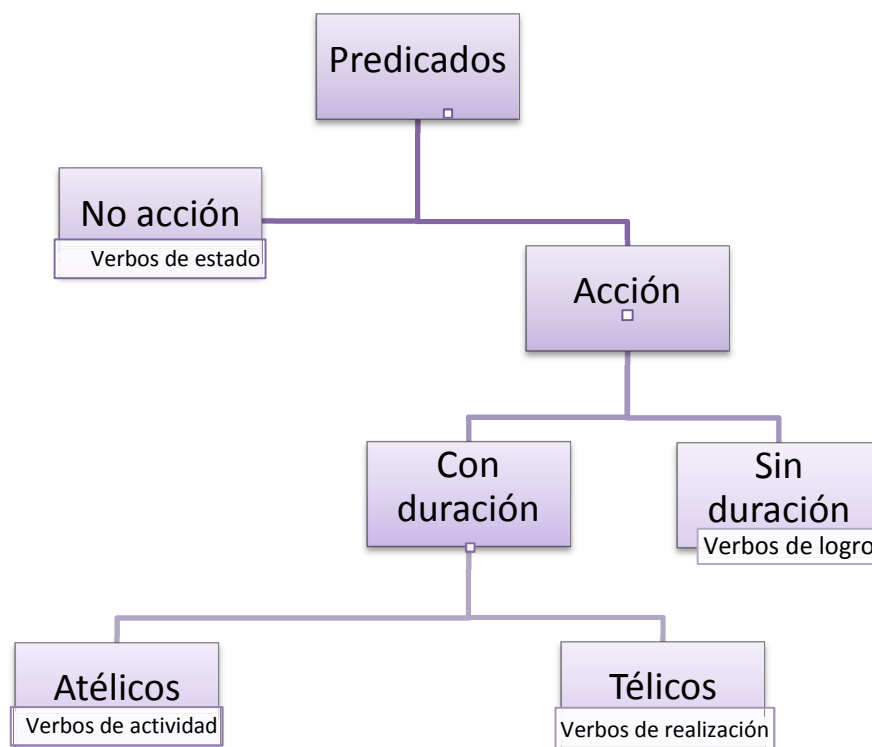 Predicados
No acción
Verbos de estado
Acción
Con
duración
Sin
duración
Verbos de logro
Atélicos
Verbos de actividad
Télicos
Verbos de realización